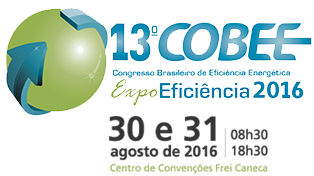 13º COBEE
Congresso Brasileiro de Eficiência Energética
ExpoEficiência 2016
30 e 31 08h30
agosto de 2016 18h30
Centro de Convenções Frei Caneca